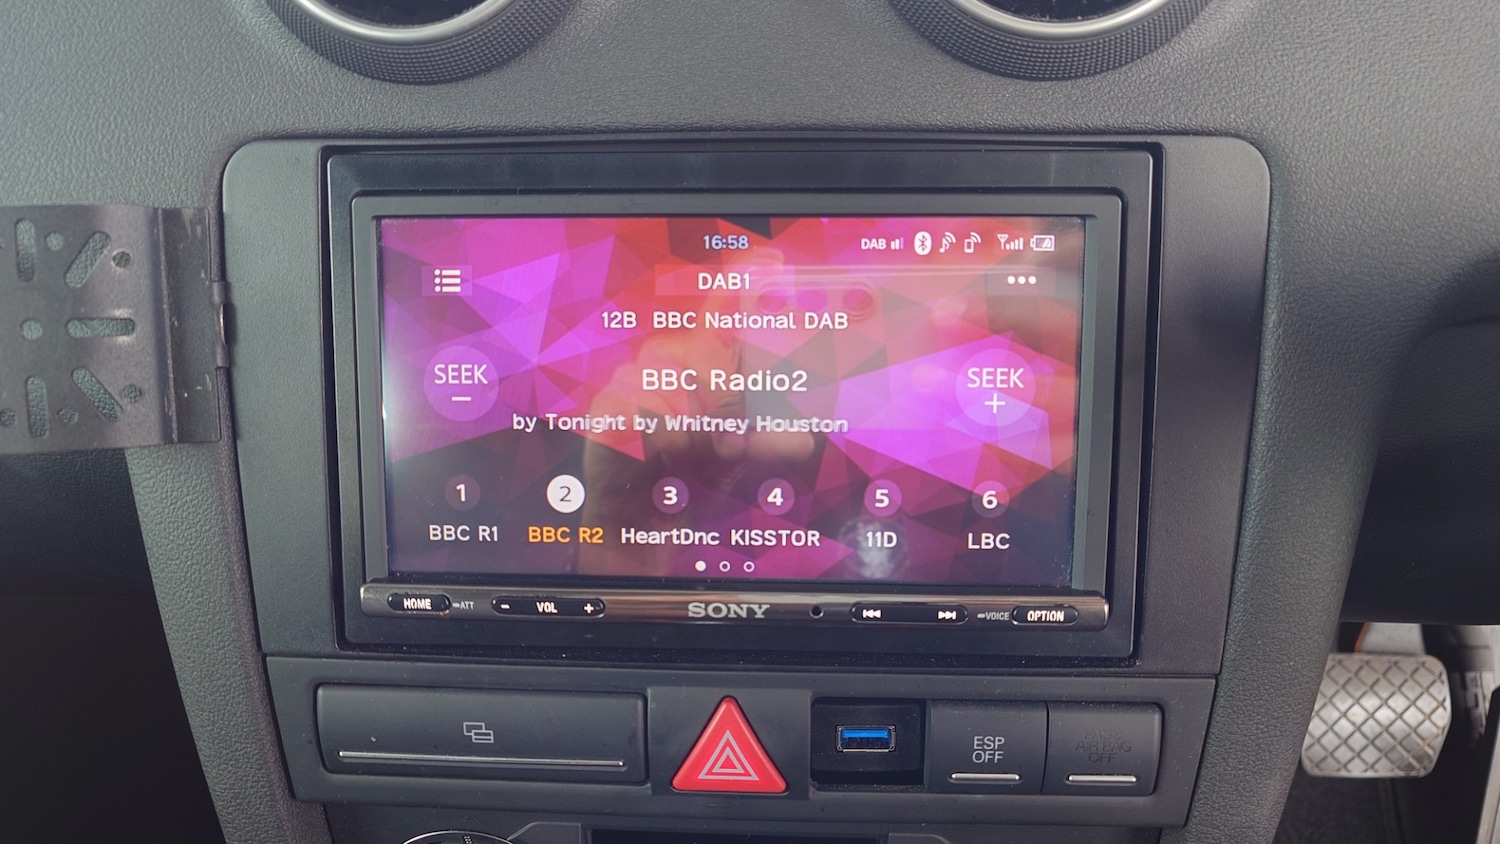 16:58 DAB
DAB1
12B BBC National DAB
SEEK
−
BBC Radio2
SEEK
+
by Tonight by Whitney Houston
1 2 3 4 5 6
BBC R1 BBC R2 HeartDnc KISSTOR 11D LBC
HOME ATT − VOL + SONY VOICE OPTION
ESP
OFF
AIRBAG
OFF